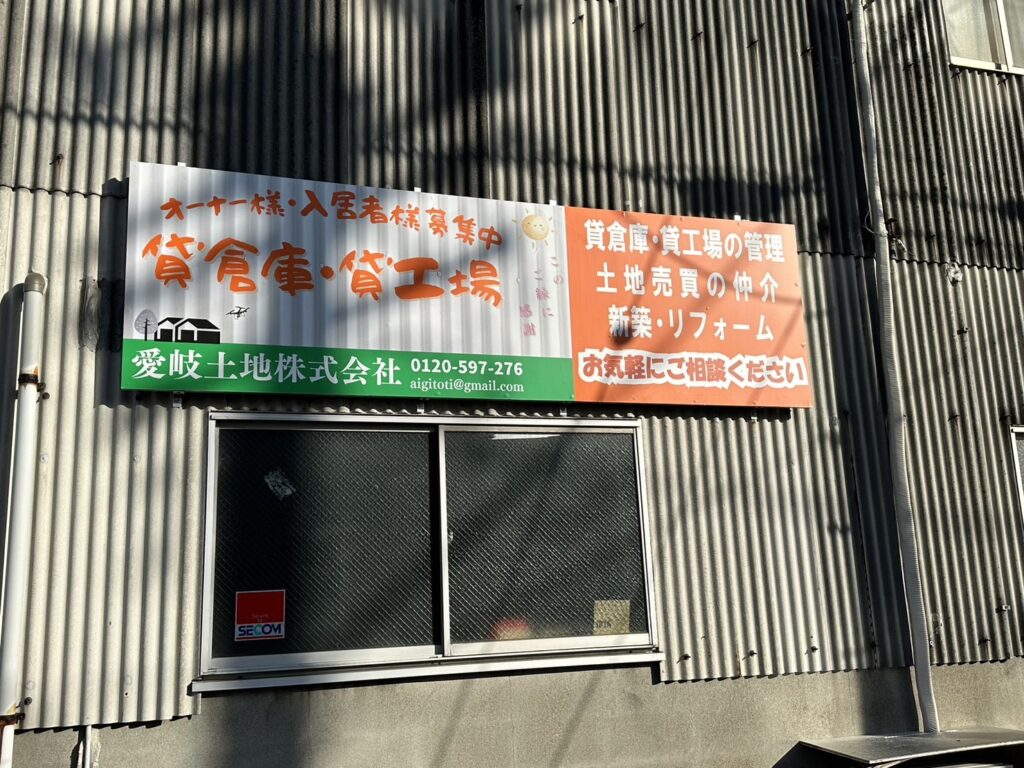 オーナー様・入居者様募集中
貸倉庫・貸工場
この
ご縁に
感謝
愛岐土地株式会社 0120-597-276
aigitoti@gmail.com
貸倉庫・貸工場の管理
土地売買の仲介
新築・リフォーム
お気軽にご相談ください
SECOM